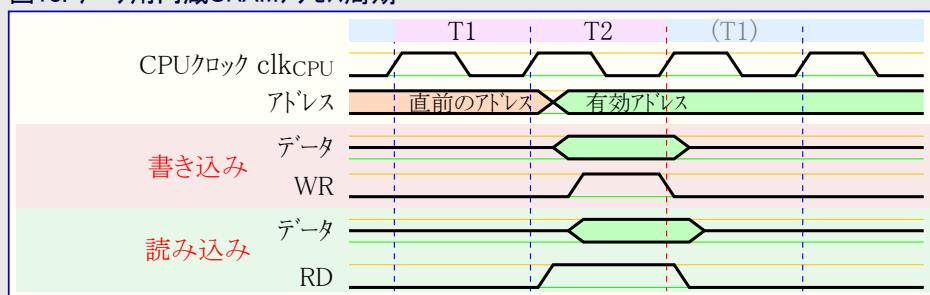 T1 T2 (T1)
CPUｸﾛｯｸ clkCPU
ｱﾄﾞﾚｽ 直前のｱﾄﾞﾚｽ 有効ｱﾄﾞﾚｽ
書き込み
ﾃﾞｰﾀ
WR
読み込み
ﾃﾞｰﾀ
RD